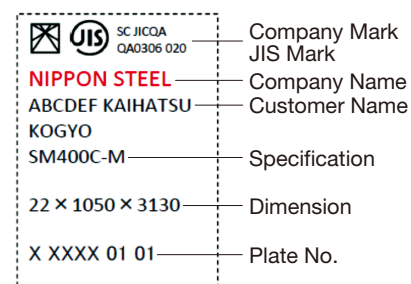 JIS SC JICQA
QA0306 020
Company Mark
JIS Mark
NIPPON STEEL
Company Name
ABCDEF KAIHATSU
Customer Name
KOGYO
SM400C-M
Specification
22 × 1050 × 3130
Dimension
X XXXX 01 01
Plate No.